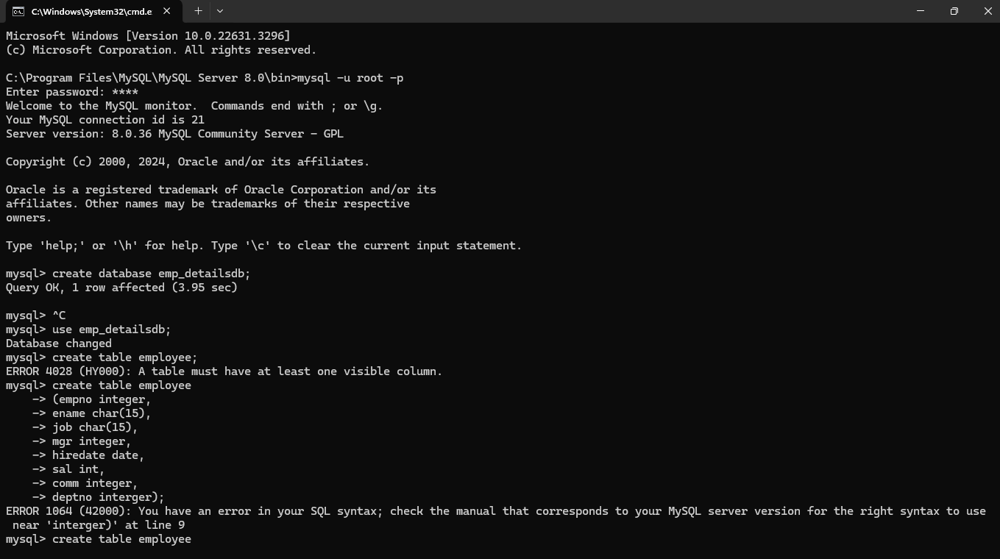 C:\Windows\System32\cmd.e
Microsoft Windows [Version 10.0.22631.3296]
(c) Microsoft Corporation. All rights reserved.
C:\Program Files\MySQL\MySQL Server 8.0\bin>mysql -u root -p
Enter password: ****
Welcome to the MySQL monitor.  Commands end with ; or \g.
Your MySQL connection id is 21
Server version: 8.0.36 MySQL Community Server - GPL
Copyright (c) 2000, 2024, Oracle and/or its affiliates.
Oracle is a registered trademark of Oracle Corporation and/or its
affiliates. Other names may be trademarks of their respective
owners.
Type 'help;' or '\h' for help. Type '\c' to clear the current input statement.
mysql> create database emp_detailsdb;
Query OK, 1 row affected (3.95 sec)
mysql> ^C
mysql> use emp_detailsdb;
Database changed
mysql> create table employee;
ERROR 4028 (HY000): A table must have at least one visible column.
mysql> create table employee
    -> (empno integer,
    -> ename char(15),
    -> job char(15),
    -> mgr integer,
    -> hiredate date,
    -> sal int,
    -> comm integer,
    -> deptno interger);
ERROR 1064 (42000): You have an error in your SQL syntax; check the manual that corresponds to your MySQL server version for the right syntax to use
 near 'interger)' at line 9
mysql> create table employee